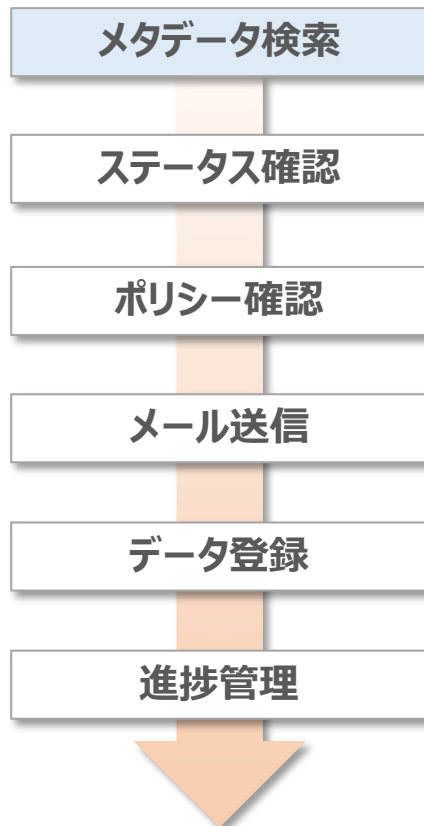 メタデータ検索
ステータス確認
ポリシー確認
メール送信
データ登録
進捗管理